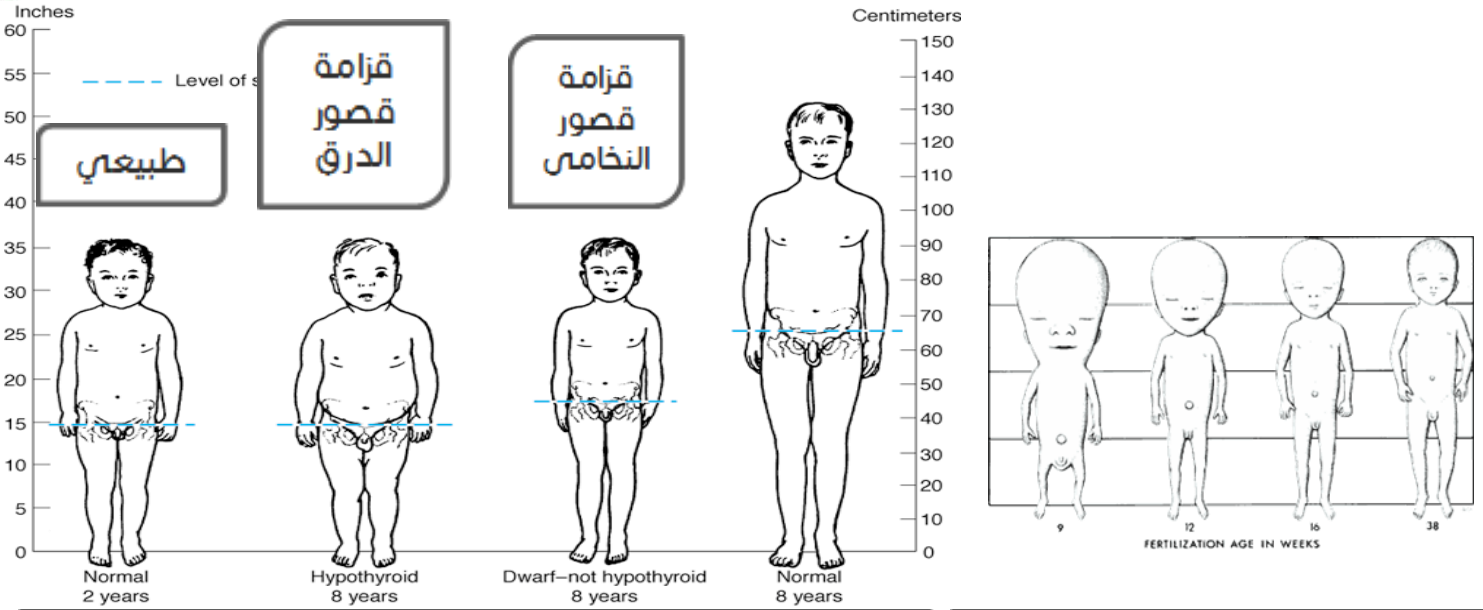 Inches
Centimeters
60
55
50
45
40
35
30
25
20
15
10
5
0
Level of s
طبيعي
قزامة
قصور
الدرق
قزامة
قصور
النخامى
150
140
130
120
110
100
90
80
70
60
50
40
30
20
10
0
Normal
2 years
Hypothyroid
8 years
Dwarf–not hypothyroid
8 years
Normal
8 years
9 12 16 38
FERTILIZATION AGE IN WEEKS